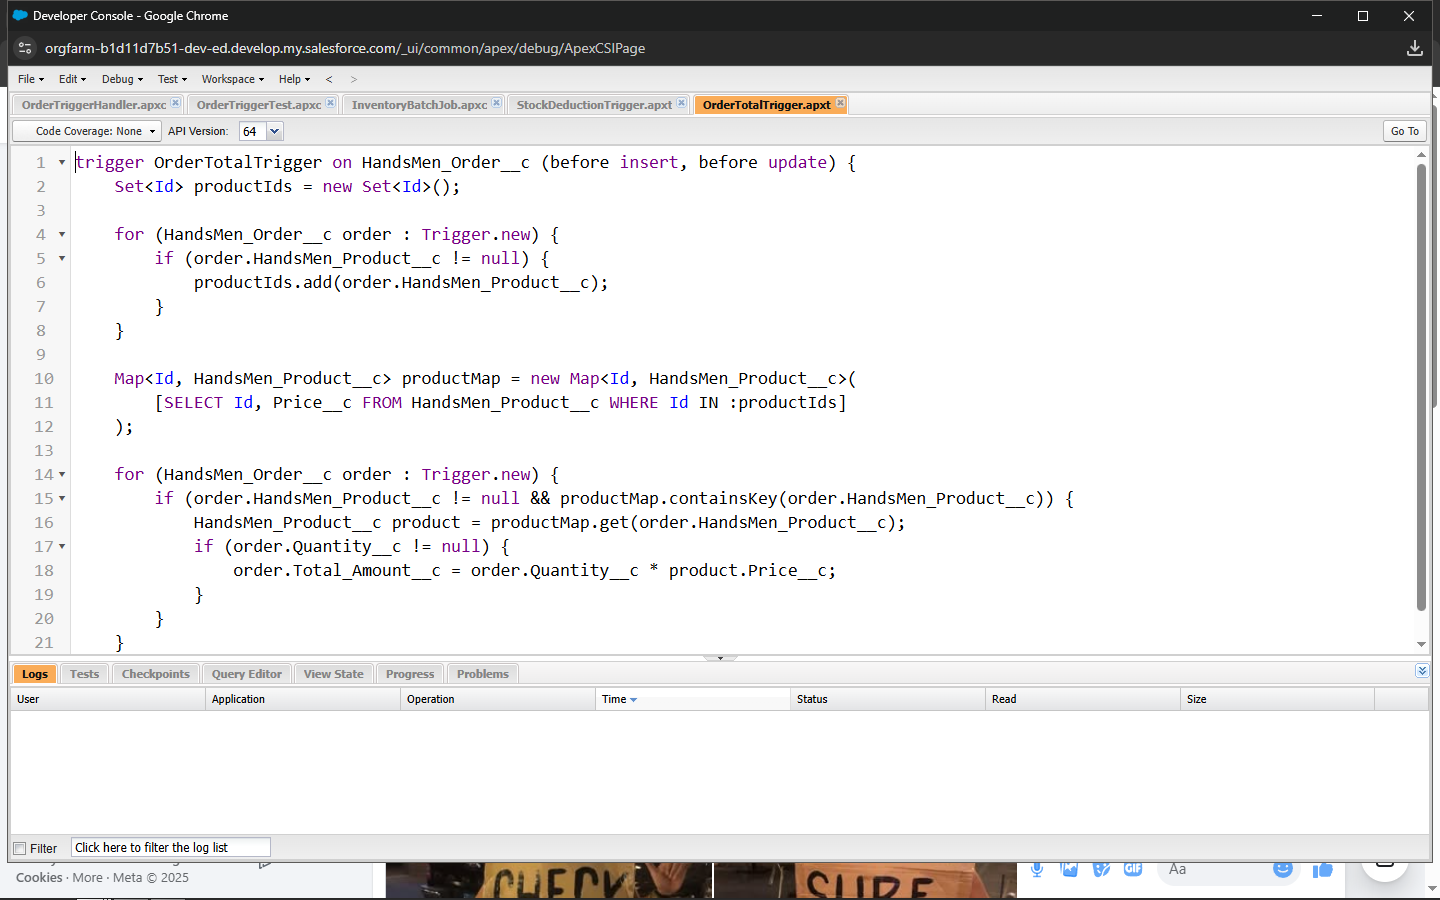 Developer Console - Google Chrome
orgfarm-b1d11d7b51-dev-ed.develop.my.salesforce.com/_ui/common/apex/debug/ApexCSIPage
File Edit Debug Test Workspace Help < >
OrderTriggerHandler.apxc OrderTriggerTest.apxc InventoryBatchJob.apxc StockDeductionTrigger.apxt OrderTotalTrigger.apxt
Code Coverage: None API Version: 64 Go To
1 trigger OrderTotalTrigger on HandsMen_Order__c (before insert, before update) {
2 Set<Id> productIds = new Set<Id>();
3
4 for (HandsMen_Order__c order : Trigger.new) {
5 if (order.HandsMen_Product__c != null) {
6 productIds.add(order.HandsMen_Product__c);
7 }
8 }
9
10 Map<Id, HandsMen_Product__c> productMap = new Map<Id, HandsMen_Product__c>(
11 [SELECT Id, Price__c FROM HandsMen_Product__c WHERE Id IN :productIds]
12 );
13
14 for (HandsMen_Order__c order : Trigger.new) {
15 if (order.HandsMen_Product__c != null && productMap.containsKey(order.HandsMen_Product__c)) {
16 HandsMen_Product__c product = productMap.get(order.HandsMen_Product__c);
17 if (order.Quantity__c != null) {
18 order.Total_Amount__c = order.Quantity__c * product.Price__c;
19 }
20 }
21 }
Logs Tests Checkpoints Query Editor View State Progress Problems
User Application Operation Time Status Read Size
Filter Click here to filter the log list
Cookies · More · Meta © 2025
CHECK
SURE
GIF
Aa